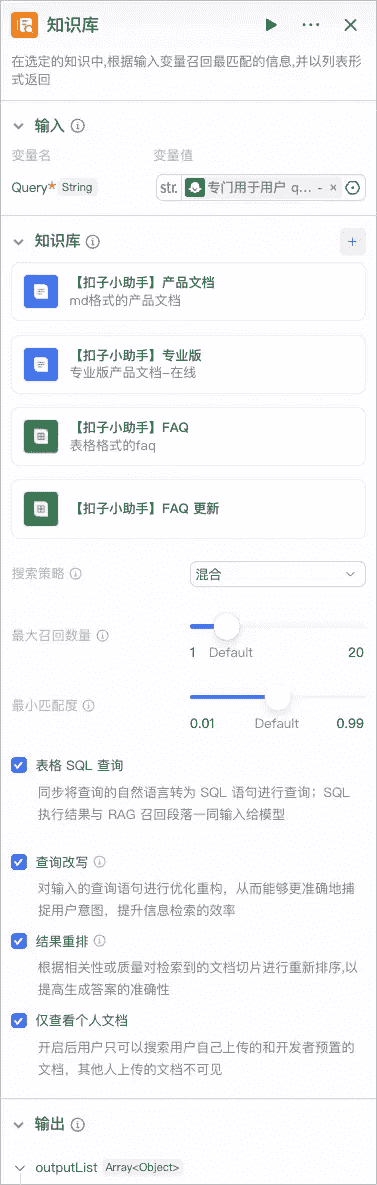 知识库
在选定的知识中,根据输入变量召回最匹配的信息,并以列表形
式返回
输入
变量名 变量值
Query* String str. 专门用于用户 q... - ×
知识库
【扣子小助手】产品文档
md格式的产品文档
【扣子小助手】专业版
专业版产品文档-在线
【扣子小助手】FAQ
表格格式的faq
【扣子小助手】FAQ 更新
搜索策略 混合
最大召回数量
1 Default 20
最小匹配度
0.01 Default 0.99
表格 SQL 查询
同步将查询的自然语言转为 SQL 语句进行查询；SQL
执行结果与 RAG 召回段落一同输入给模型
查询改写
对输入的查询语句进行优化重构，从而能够更准确地捕
捉用户意图，提升信息检索的效率
结果重排
根据相关性或质量对检索到的文档切片进行重新排序,以
提高生成答案的准确性
仅查看个人文档
开启后用户只可以搜索用户自己上传的和开发者预置的
文档，其他人上传的文档不可见
输出
outputList Array<Object>